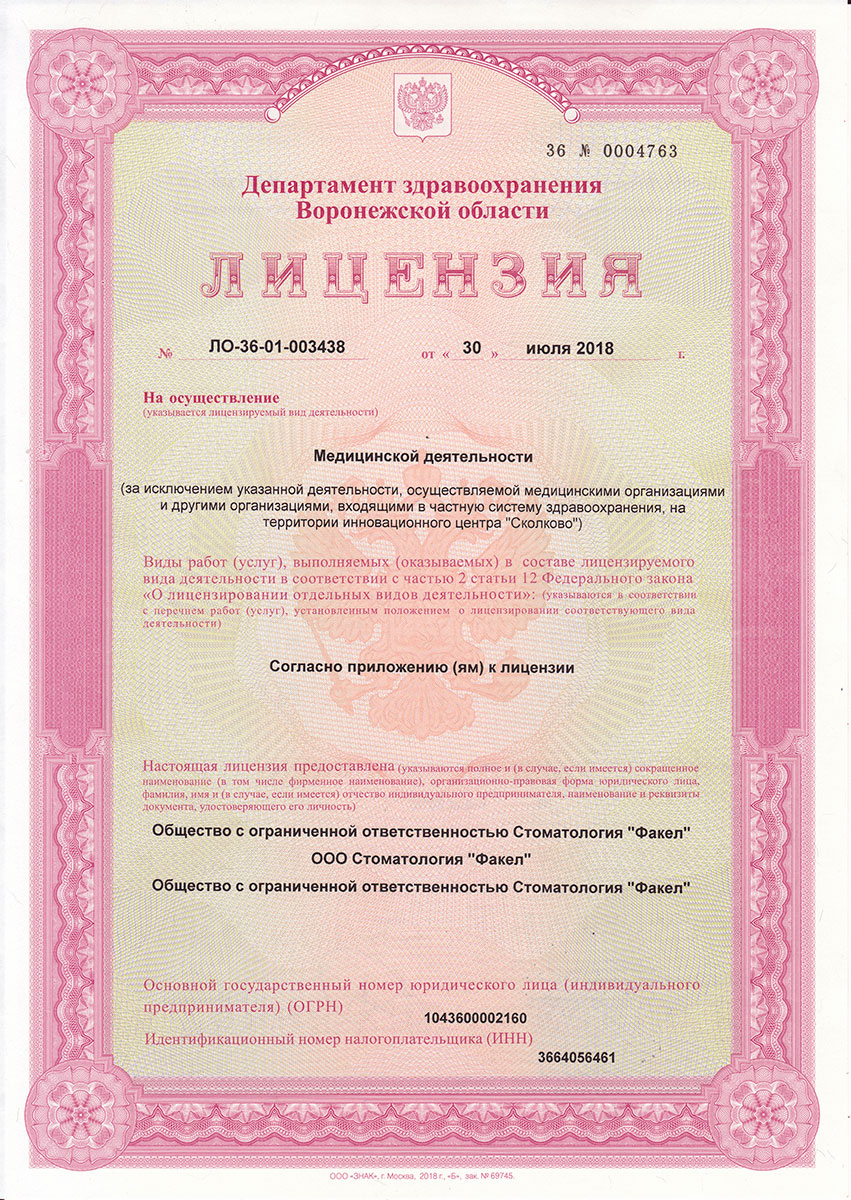 36 № 0004763
Департамент здравоохранения
Воронежской области
ЛИЦЕНЗИЯ
№ ЛО-36-01-003438 от « 30 » июля 2018 г.
На осуществление
(указывается лицензируемый вид деятельности)
Медицинской деятельности
(за исключением указанной деятельности, осуществляемой медицинскими организациями
и другими организациями, входящими в частную систему здравоохранения, на
территории инновационного центра "Сколково")
Виды работ (услуг), выполняемых (оказываемых) в составе лицензируемого
вида деятельности в соответствии с частью 2 статьи 12 Федерального закона
«О лицензировании отдельных видов деятельности»: (указываются в соответствии
с перечнем работ (услуг), установленным положением о лицензировании соответствующего вида
деятельности)
Согласно приложению (ям) к лицензии
Настоящая лицензия предоставлена (указываются полное и (в случае, если имеется) сокращенное
наименование (в том числе фирменное наименование), организационно-правовая форма юридического лица,
фамилия, имя и (в случае, если имеется) отчество индивидуального предпринимателя, наименование и реквизиты
документа, удостоверяющего его личность)
Общество с ограниченной ответственностью Стоматология "Факел"
ООО Стоматология "Факел"
Общество с ограниченной ответственностью Стоматология "Факел"
Основной государственный номер юридического лица (индивидуального
предпринимателя) (ОГРН) 1043600002160
Идентификационный номер налогоплательщика (ИНН) 3664056461
ООО «ЗНАК», г. Москва, 2018 г., «Б», зак. № 69745.